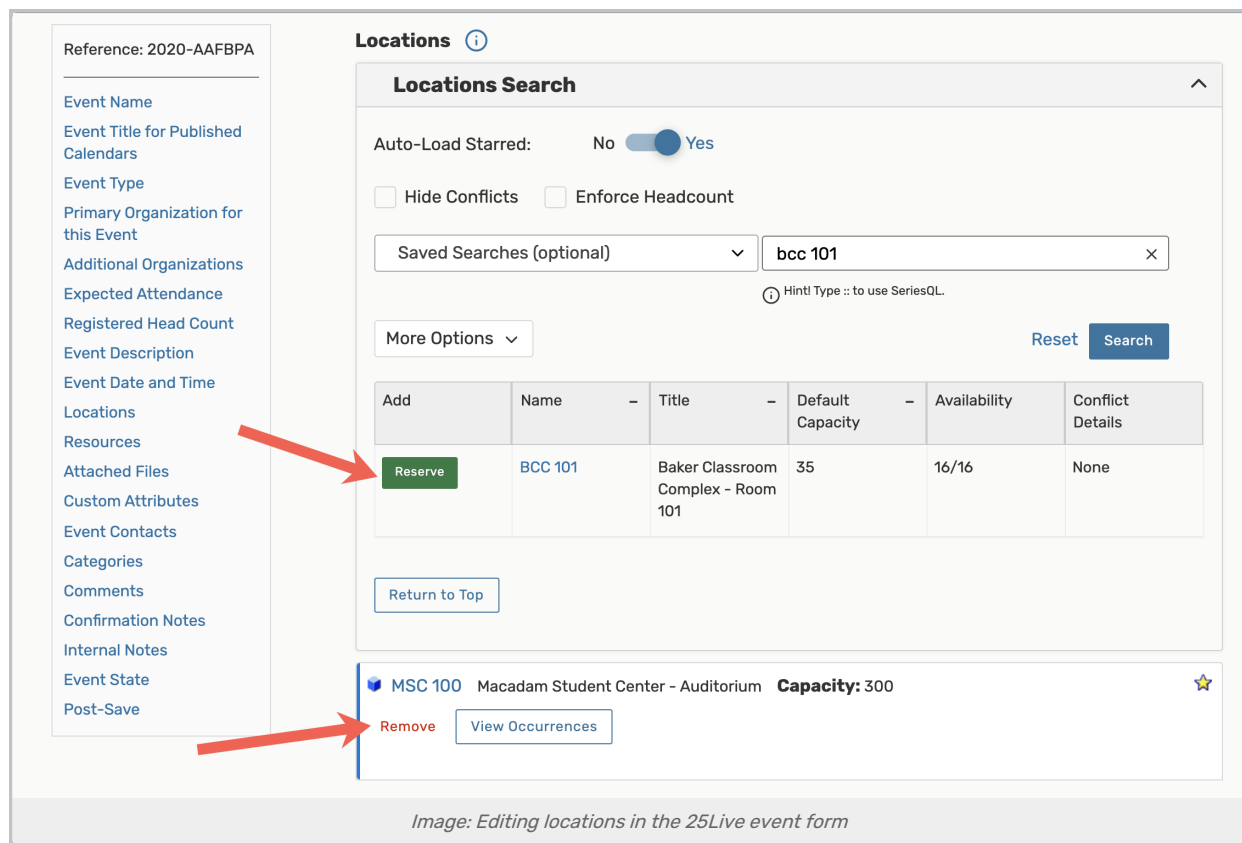 Reference: 2020-AAFBPA
Event Name
Event Title for Published
Calendars
Event Type
Primary Organization for
this Event
Additional Organizations
Expected Attendance
Registered Head Count
Event Description
Event Date and Time
Locations
Resources
Attached Files
Custom Attributes
Event Contacts
Categories
Comments
Confirmation Notes
Internal Notes
Event State
Post-Save
Locations
Locations Search
Auto-Load Starred: No Yes
Hide Conflicts Enforce Headcount
Saved Searches (optional) bcc 101
Hint! Type :: to use SeriesQL.
More Options Reset Search
Add Name Title Default Availability Conflict
Capacity Details
Reserve BCC 101 Baker Classroom 35 16/16 None
Complex - Room
101
Return to Top
MSC 100 Macadam Student Center - Auditorium Capacity: 300
Remove View Occurrences
Image: Editing locations in the 25Live event form